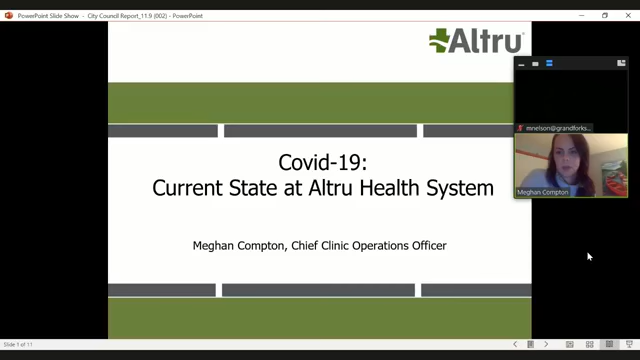 PowerPoint Slide Show - City Council Report_11.9 (002) - PowerPoint
Altru
mnelson@grandforks...
Meghan Compton
Covid-19:
Current State at Altru Health System
Meghan Compton, Chief Clinic Operations Officer
Slide 1 of 11